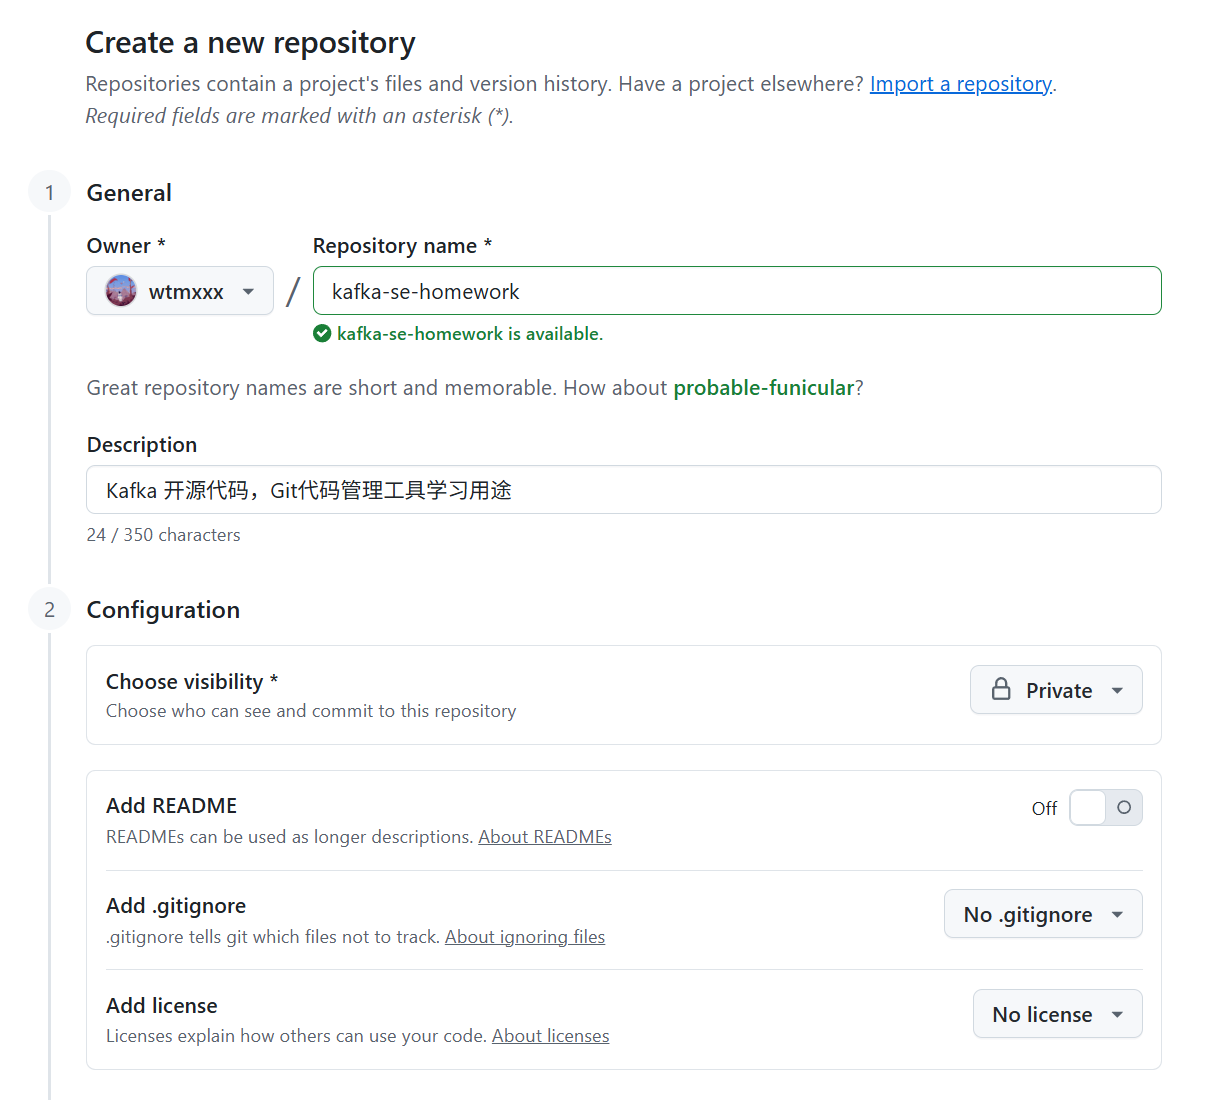 Create a new repository
Repositories contain a project's files and version history. Have a project elsewhere? Import a repository.
Required fields are marked with an asterisk (*).
1
General
Owner *
Repository name *
wtmxxx
/
kafka-se-homework
kafka-se-homework is available.
Great repository names are short and memorable. How about probable-funicular?
Description
Kafka 开源代码，Git代码管理工具学习用途
24 / 350 characters
2
Configuration
Choose visibility *
Private
Choose who can see and commit to this repository
Add README
Off
READMEs can be used as longer descriptions. About READMEs
Add .gitignore
No .gitignore
.gitignore tells git which files not to track. About ignoring files
Add license
No license
Licenses explain how others can use your code. About licenses